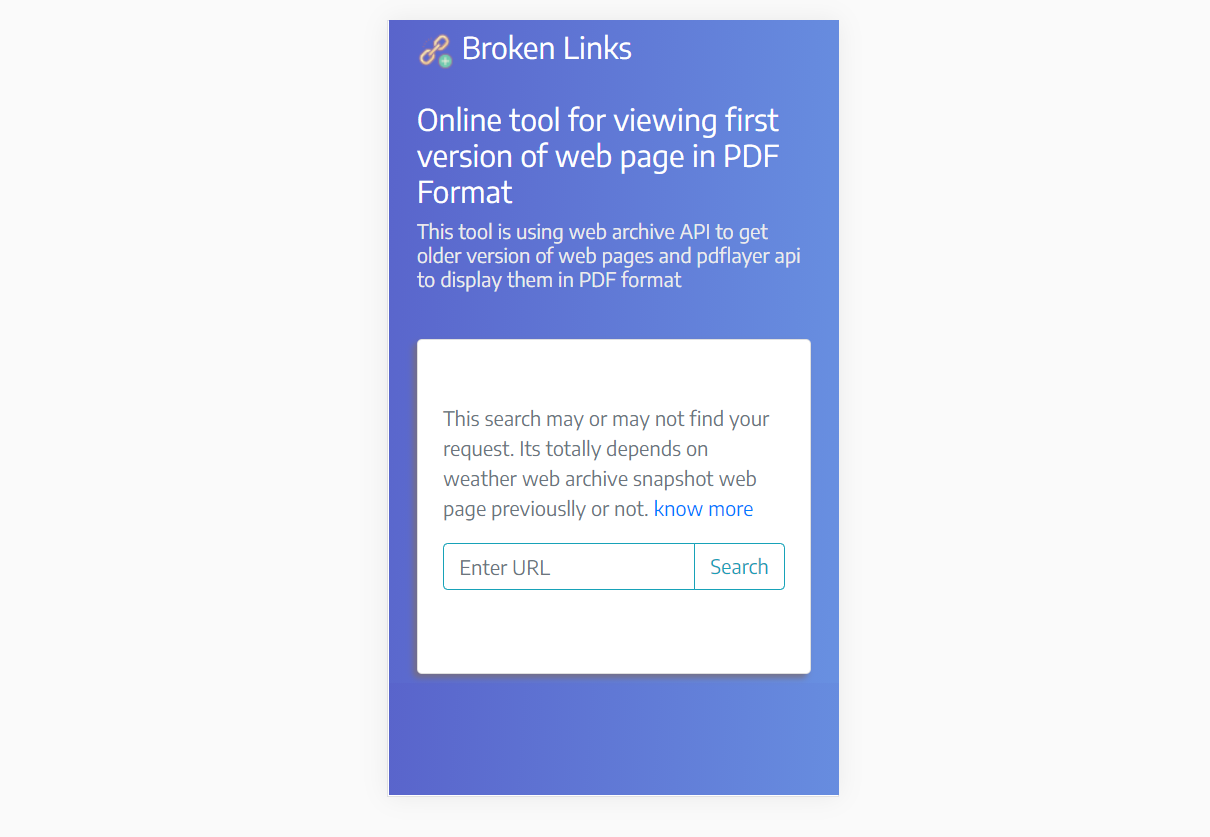 Broken Links
Online tool for viewing first
version of web page in PDF
Format
This tool is using web archive API to get
older version of web pages and pdflayer api
to display them in PDF format
This search may or may not find your
request. Its totally depends on
weather web archive snapshot web
page previouslly or not. know more
Enter URL Search